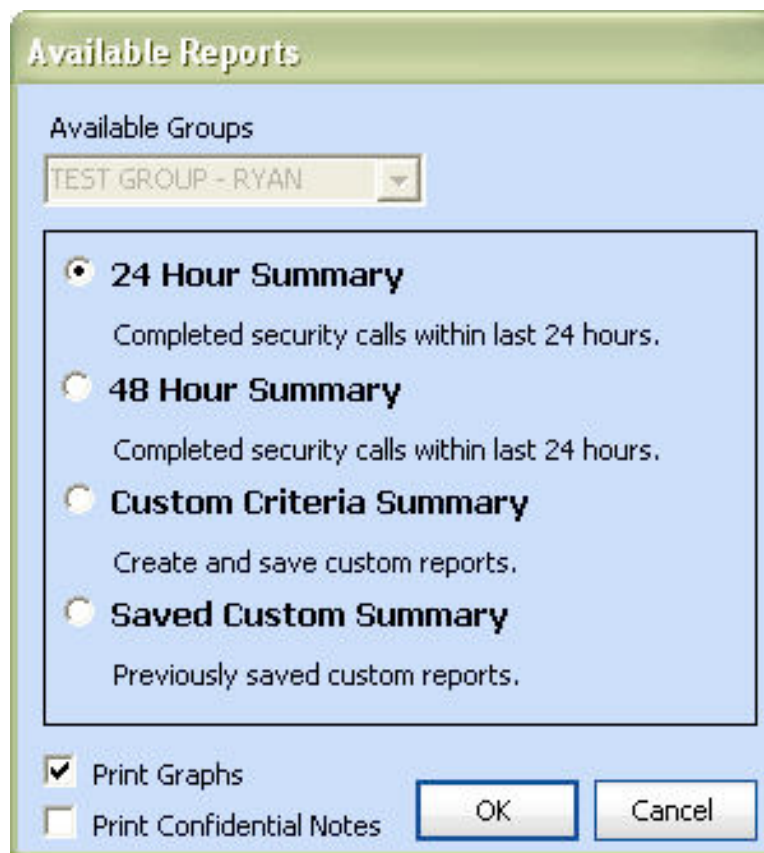 Available Reports
Available Groups
TEST GROUP - RYAN
24 Hour Summary
Completed security calls within last 24 hours.
48 Hour Summary
Completed security calls within last 24 hours.
Custom Criteria Summary
Create and save custom reports.
Saved Custom Summary
Previously saved custom reports.
Print Graphs
Print Confidential Notes
OK
Cancel